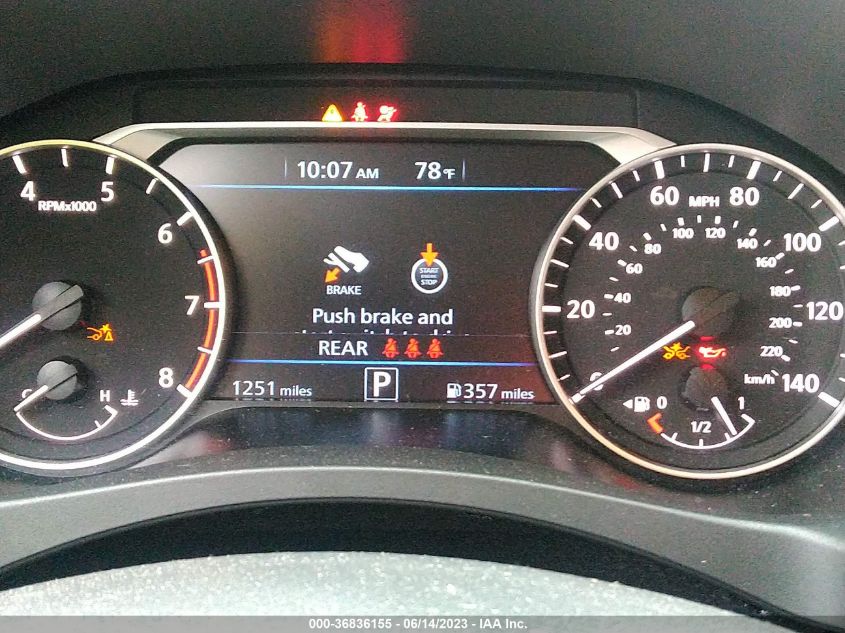 10:07 AM 78°F
4 5 6 7 8
RPMx1000
START ENGINE STOP
BRAKE
Push brake and
REAR
1251 miles P 357 miles
H
20 40 60 80 100 120 140
MPH
20 40 60 80 100 120 140 160 180 200 220
km/h
0 1/2 1
000-36836155 - 06/14/2023 - IAA Inc.